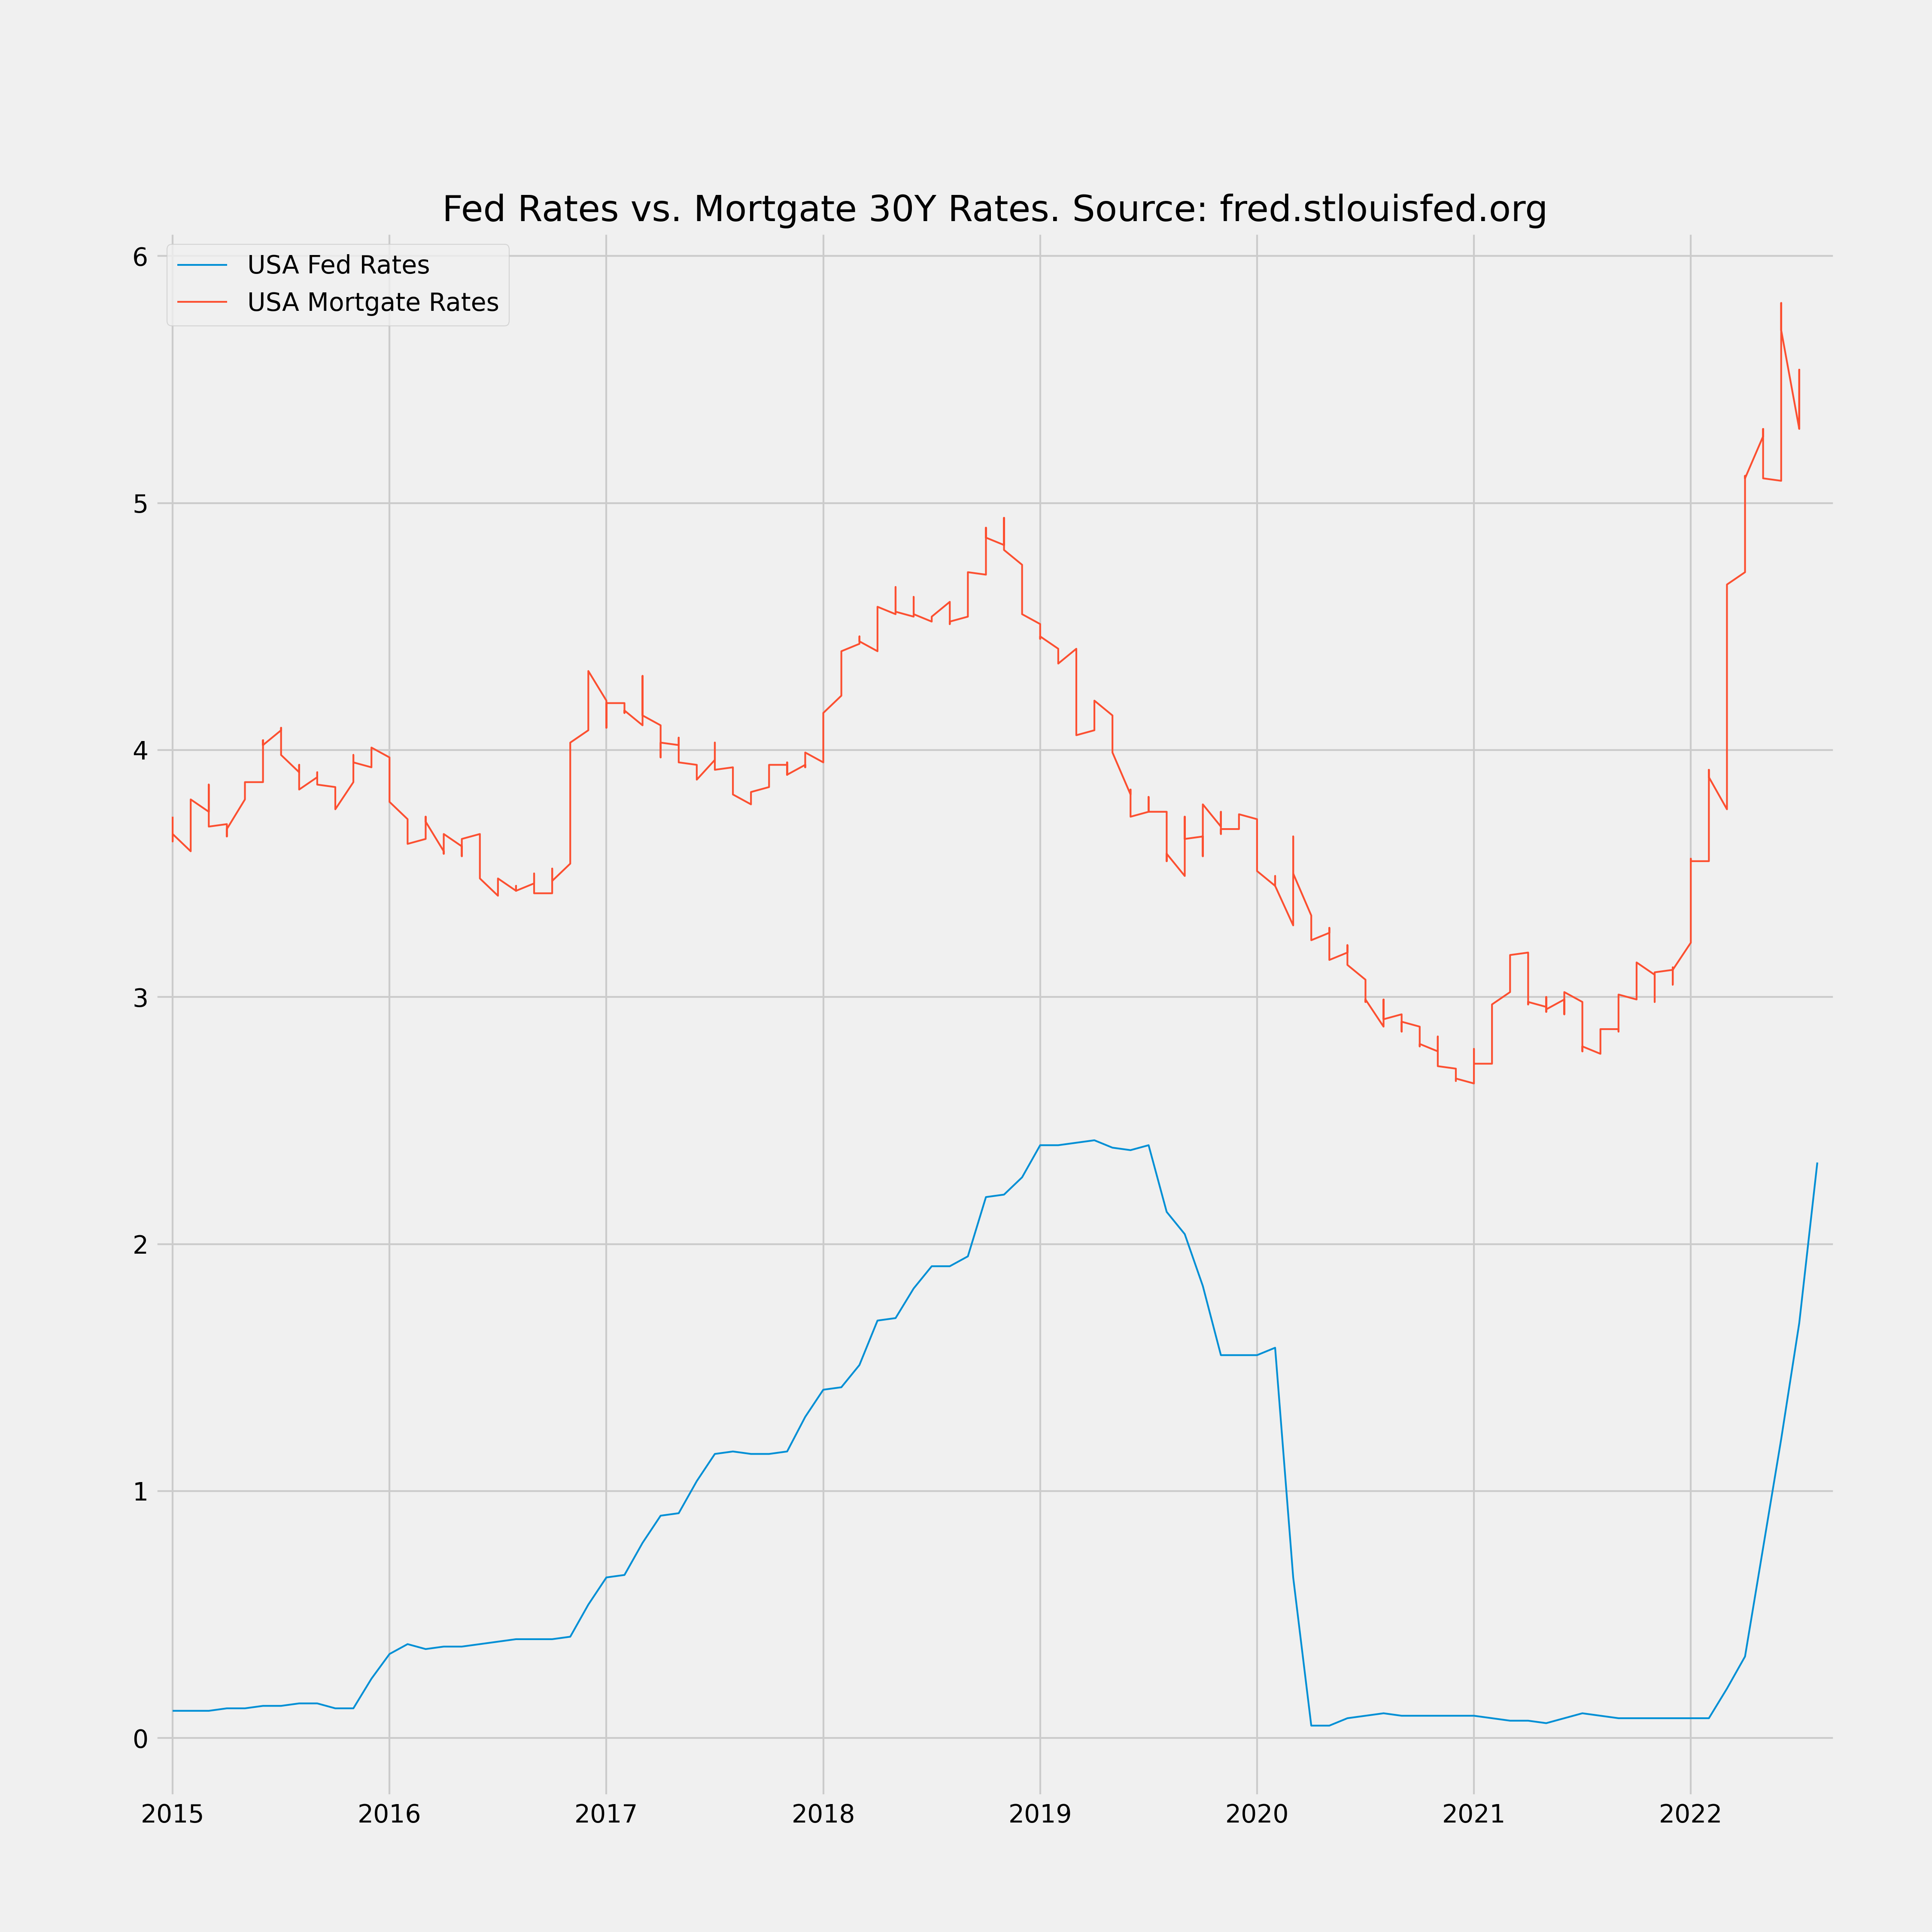 Fed Rates vs. Mortgate 30Y Rates. Source: fred.stlouisfed.org
USA Fed Rates
USA Mortgate Rates
6
5
4
3
2
1
0
2015 2016 2017 2018 2019 2020 2021 2022